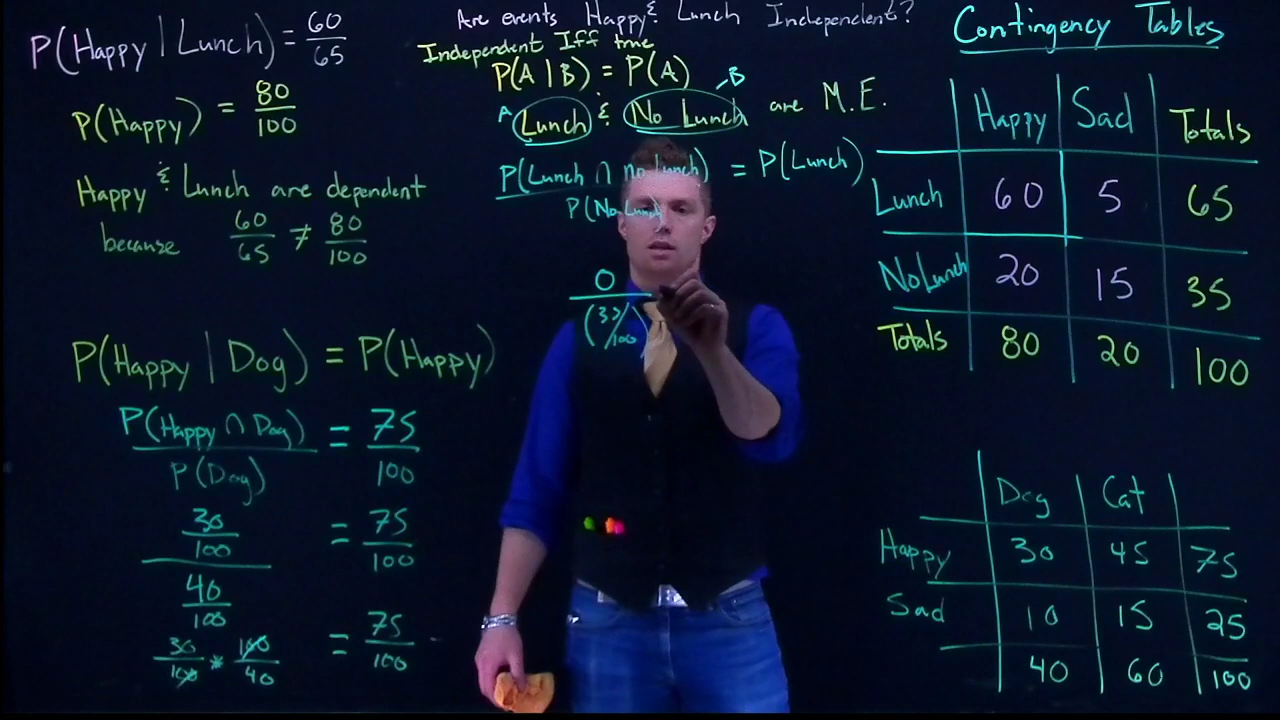 P(Happy | Lunch) = 60/65
P(Happy) = 80/100
Happy & Lunch are dependent
because 60/65 ≠ 80/100
P(Happy | Dog) = P(Happy)
P(Happy ∩ Dog)/P(Dog) = 75/100
30/100 / 40/100 = 75/100
30/100 * 100/40 = 75/100
Are events Happy & Lunch Independent?
Independent Iff true
P(A | B) = P(A)
A Lunch & No Lunch B are M.E.
P(Lunch ∩ no lunch)/P(No Lunch) = P(Lunch)
0/(35/100)
Contingency Tables
Happy Sad Totals
Lunch 60 5 65
No Lunch 20 15 35
Totals 80 20 100
Dog Cat
Happy 30 45 75
Sad 10 15 25
40 60 100